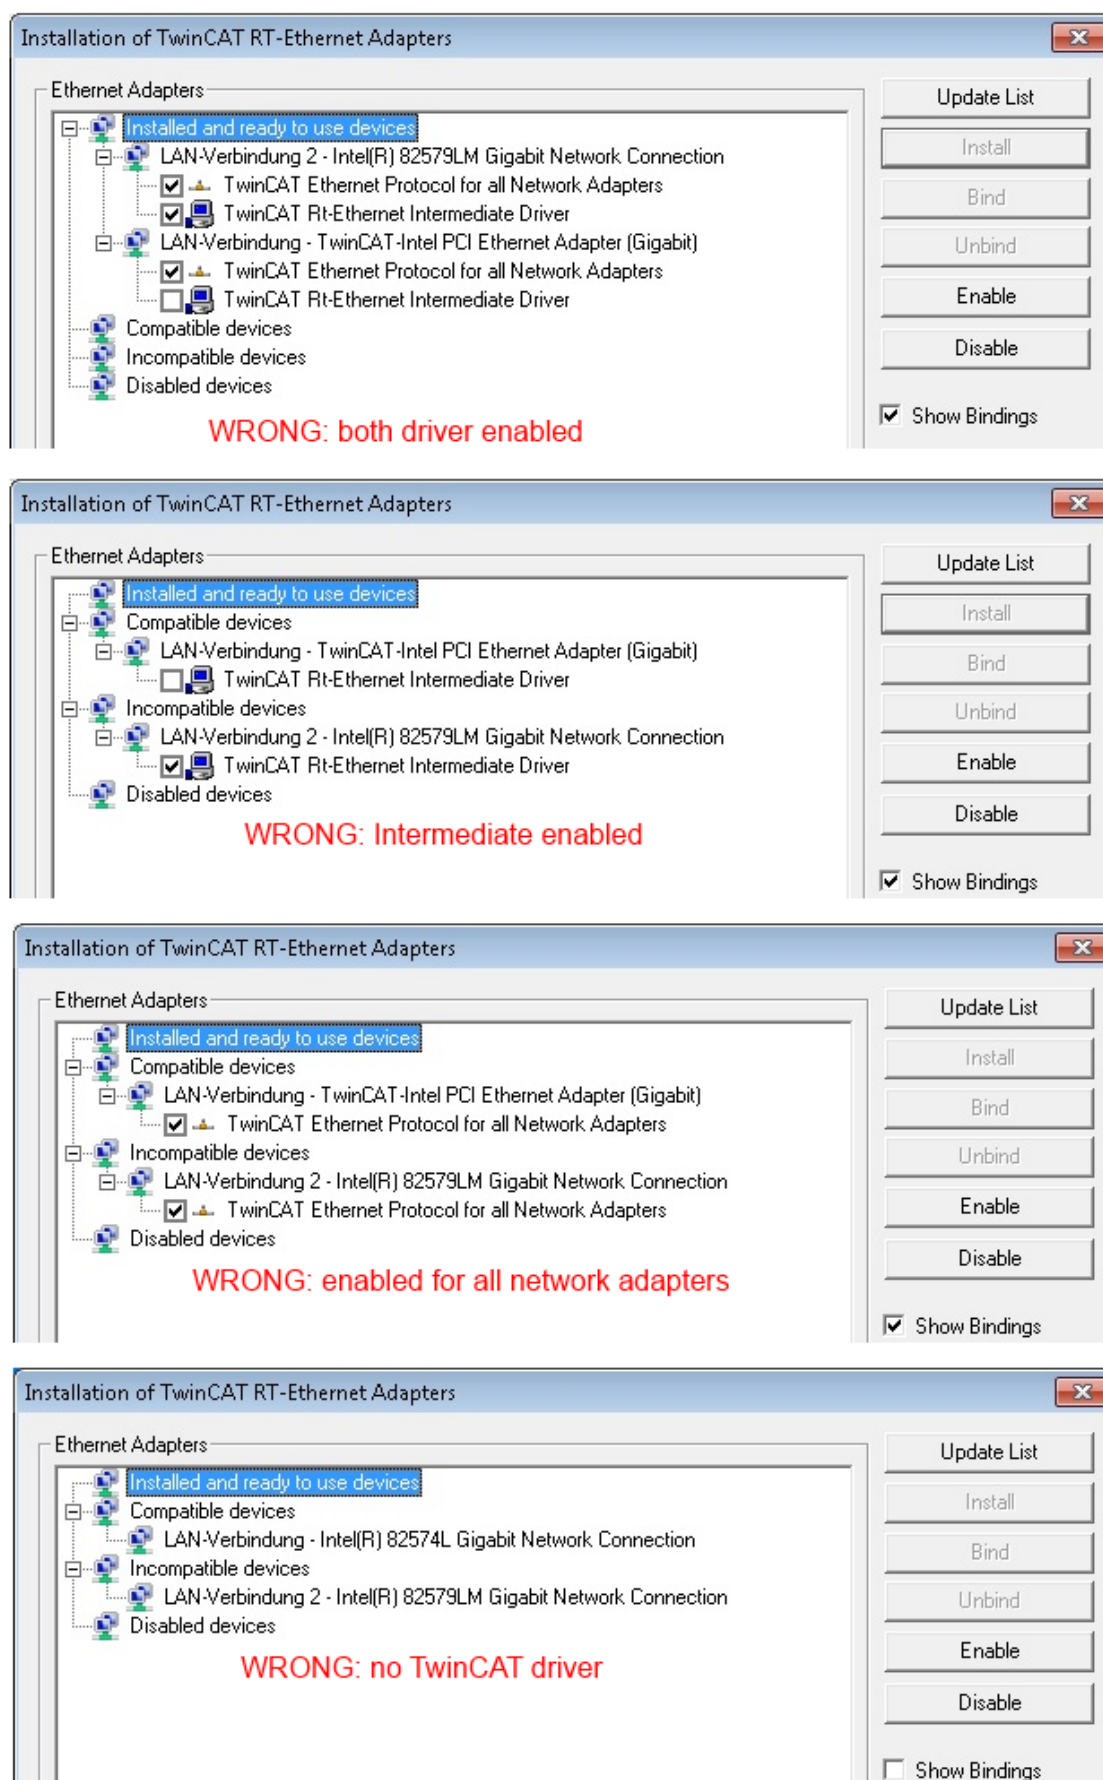 Installation of TwinCAT RT-Ethernet Adapters
Ethernet Adapters
Update List
Installed and ready to use devices
LAN-Verbindung 2 - Intel(R) 82579LM Gigabit Network Connection
Install
TwinCAT Ethernet Protocol for all Network Adapters
Bind
TwinCAT Rt-Ethernet Intermediate Driver
LAN-Verbindung - TwinCAT-Intel PCI Ethernet Adapter (Gigabit)
Unbind
TwinCAT Ethernet Protocol for all Network Adapters
TwinCAT Rt-Ethernet Intermediate Driver
Enable
Compatible devices
Incompatible devices
Disable
Disabled devices
Show Bindings
WRONG: both driver enabled
Installation of TwinCAT RT-Ethernet Adapters
Ethernet Adapters
Update List
Installed and ready to use devices
Compatible devices
Install
LAN-Verbindung - TwinCAT-Intel PCI Ethernet Adapter (Gigabit)
Bind
TwinCAT Rt-Ethernet Intermediate Driver
Incompatible devices
Unbind
LAN-Verbindung 2 - Intel(R) 82579LM Gigabit Network Connection
TwinCAT Rt-Ethernet Intermediate Driver
Enable
Disabled devices
Disable
WRONG: Intermediate enabled
Show Bindings
Installation of TwinCAT RT-Ethernet Adapters
Ethernet Adapters
Update List
Installed and ready to use devices
Compatible devices
Install
LAN-Verbindung - TwinCAT-Intel PCI Ethernet Adapter (Gigabit)
Bind
TwinCAT Ethernet Protocol for all Network Adapters
Incompatible devices
Unbind
LAN-Verbindung 2 - Intel(R) 82579LM Gigabit Network Connection
TwinCAT Ethernet Protocol for all Network Adapters
Enable
Disabled devices
Disable
WRONG: enabled for all network adapters
Show Bindings
Installation of TwinCAT RT-Ethernet Adapters
Ethernet Adapters
Update List
Installed and ready to use devices
Compatible devices
Install
LAN-Verbindung - Intel(R) 82574L Gigabit Network Connection
Bind
Incompatible devices
LAN-Verbindung 2 - Intel(R) 82579LM Gigabit Network Connection
Unbind
Disabled devices
Enable
WRONG: no TwinCAT driver
Disable
Show Bindings